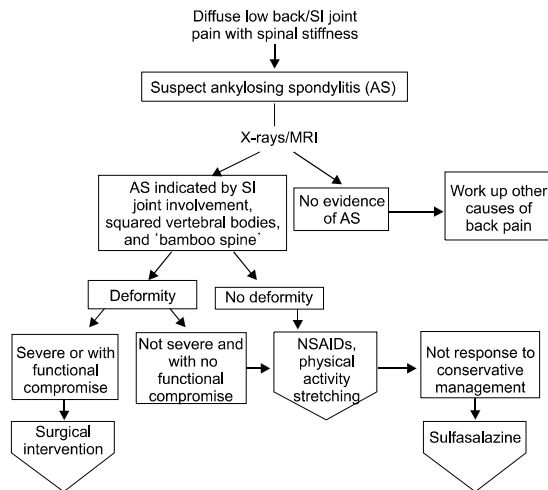 Diffuse low back/SI joint
pain with spinal stiffness
Suspect ankylosing spondylitis (AS)
X-rays/MRI
AS indicated by SI
joint involvement,
squared vertebral bodies,
and ‘bamboo spine’
No evidence
of AS
Work up other
causes of
back pain
Deformity
No deformity
Severe or with
functional
compromise
Not severe and
with no
functional
compromise
NSAIDs,
physical
activity
stretching
Not response to
conservative
management
Surgical
intervention
Sulfasalazine